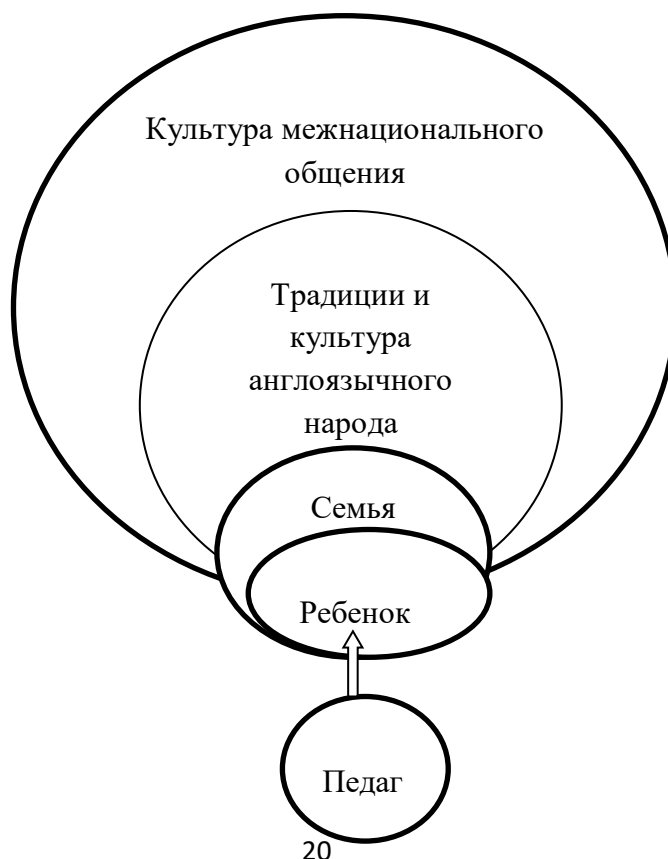 Культура межнационального
общения
Традиции и
культура
англоязычного
народа
Семья
Ребенок
Педаг
20